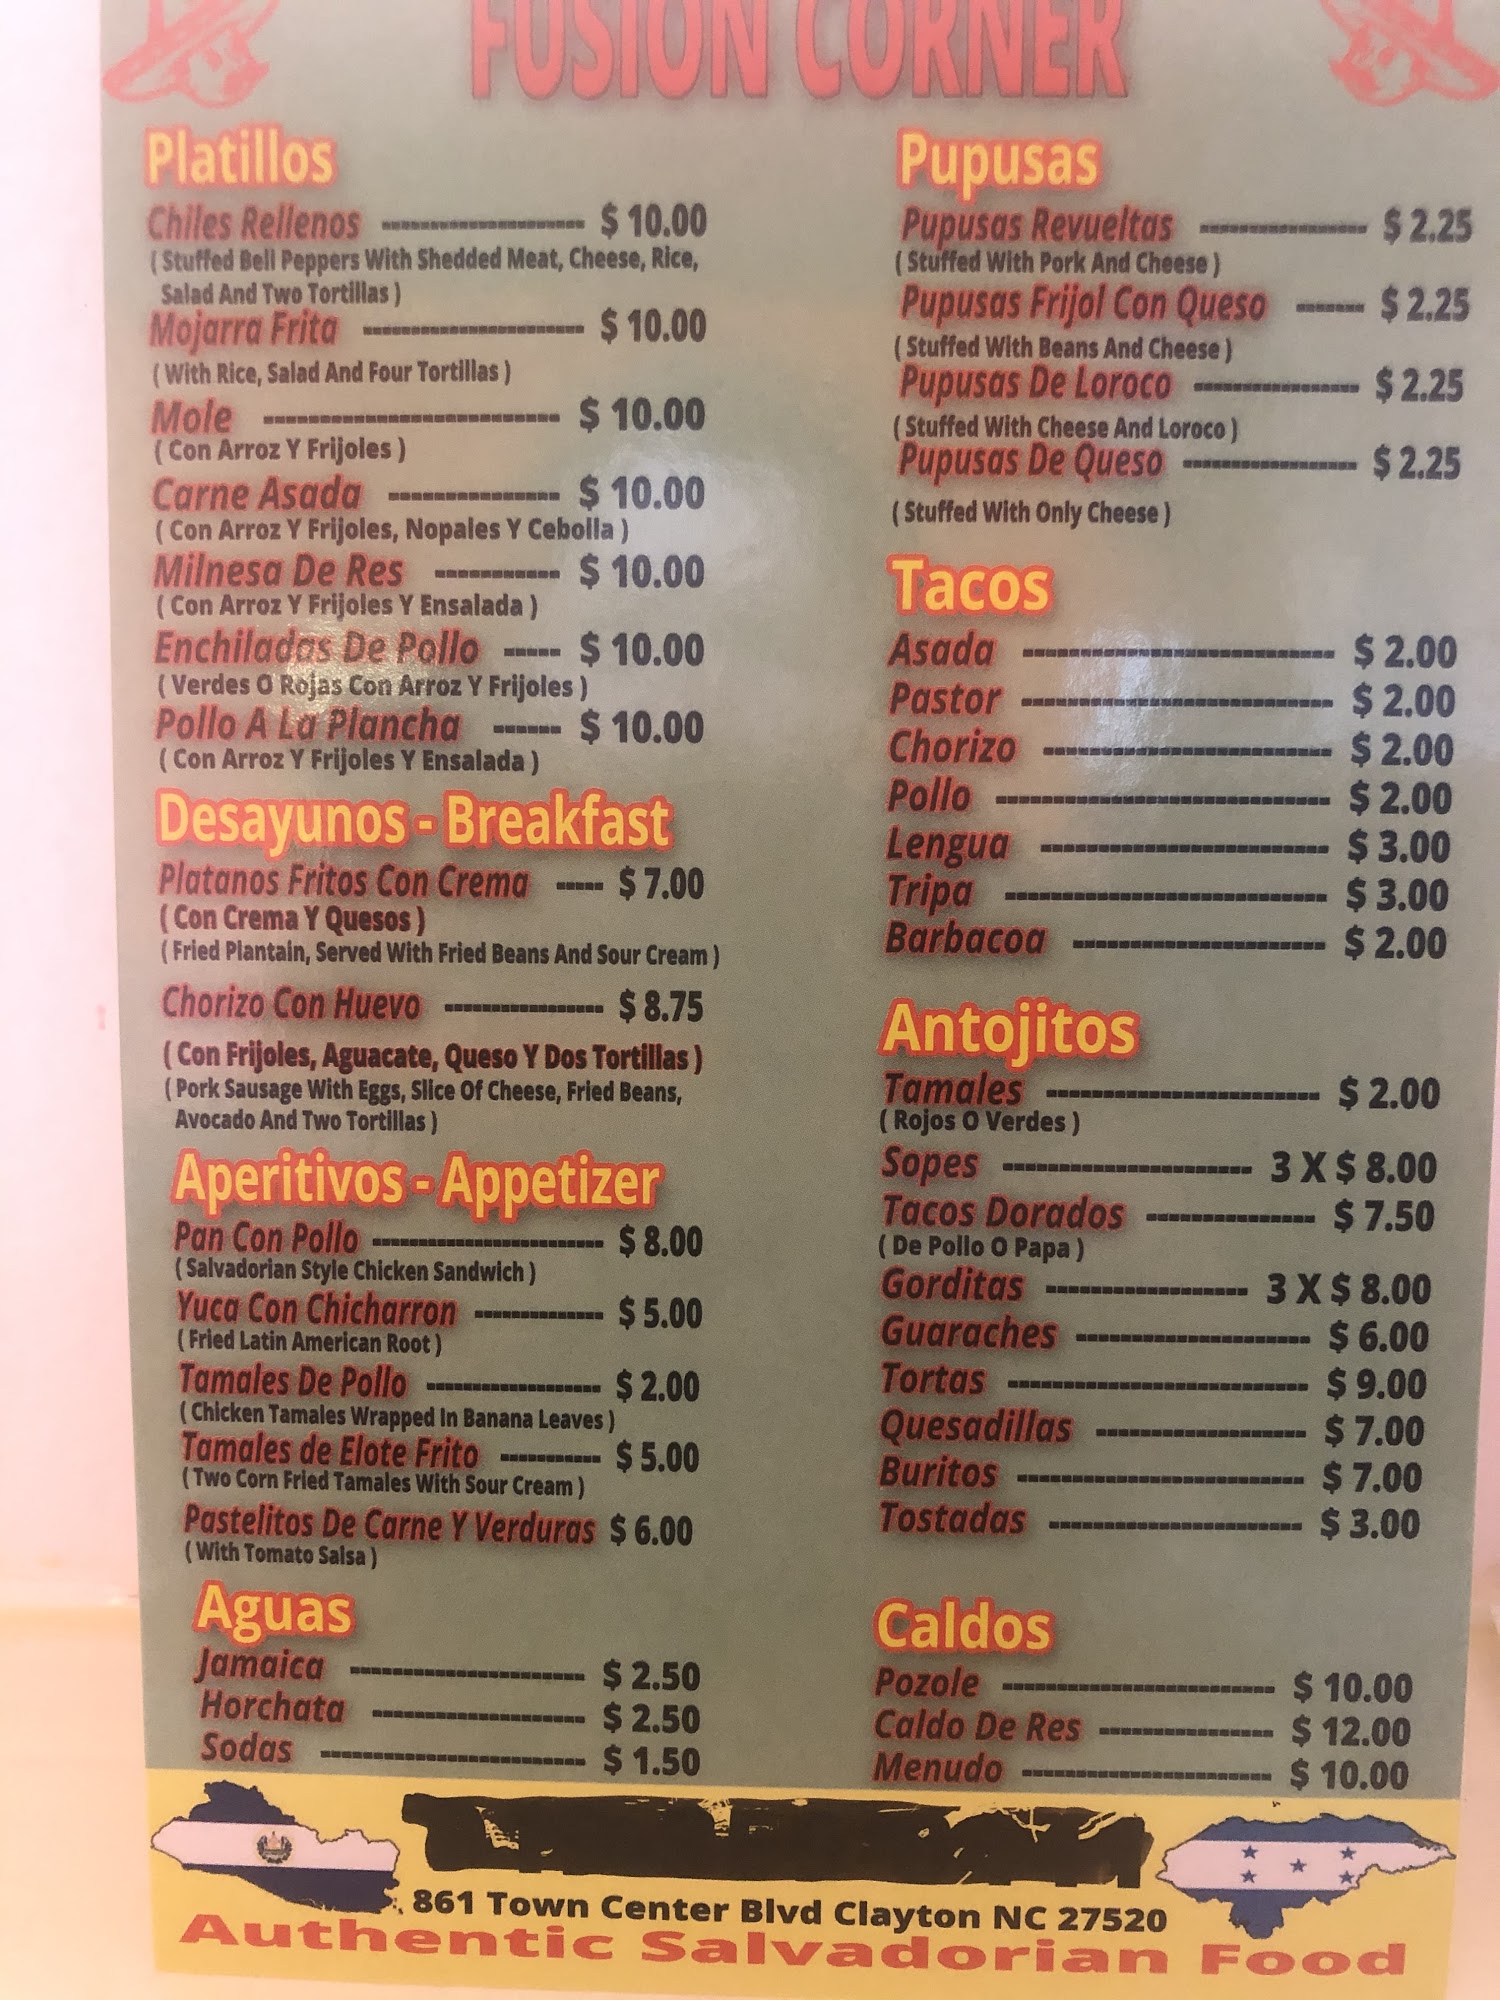 FUSION CORNER
Platillos
Chiles Rellenos -------------------- $ 10.00
( Stuffed Bell Peppers With Shedded Meat, Cheese, Rice,
Salad And Two Tortillas )
Mojarra Frita ---------------------- $ 10.00
( With Rice, Salad And Four Tortillas )
Mole -------------------------- $ 10.00
( Con Arroz Y Frijoles )
Carne Asada --------------- $ 10.00
( Con Arroz Y Frijoles, Nopales Y Cebolla )
Milnesa De Res ----------- $ 10.00
( Con Arroz Y Frijoles Y Ensalada )
Enchiladas De Pollo ----- $ 10.00
( Verdes O Rojas Con Arroz Y Frijoles )
Pollo A La Plancha ------ $ 10.00
( Con Arroz Y Frijoles Y Ensalada )
Desayunos - Breakfast
Platanos Fritos Con Crema ----- $ 7.00
( Con Crema Y Quesos )
( Fried Plantain, Served With Fried Beans And Sour Cream )
Chorizo Con Huevo ----------------- $ 8.75
( Con Frijoles, Aguacate, Queso Y Dos Tortillas )
( Pork Sausage With Eggs, Slice Of Cheese, Fried Beans,
Avocado And Two Tortillas )
Aperitivos - Appetizer
Pan Con Pollo ------------------------ $ 8.00
( Salvadorian Style Chicken Sandwich )
Yuca Con Chicharron ------------- $ 5.00
( Fried Latin American Root )
Tamales De Pollo ------------------ $ 2.00
( Chicken Tamales Wrapped In Banana Leaves )
Tamales de Elote Frito ----------- $ 5.00
( Two Corn Fried Tamales With Sour Cream )
Pastelitos De Carne Y Verduras $ 6.00
( With Tomato Salsa )
Aguas
Jamaica ----------------------- $ 2.50
Horchata --------------------- $ 2.50
Sodas -------------------------- $ 1.50
Pupusas
Pupusas Revueltas ----------------- $ 2.25
( Stuffed With Pork And Cheese )
Pupusas Frijol Con Queso ------- $ 2.25
( Stuffed With Beans And Cheese )
Pupusas De Loroco ----------------- $ 2.25
( Stuffed With Cheese And Loroco )
Pupusas De Queso ------------------ $ 2.25
( Stuffed With Only Cheese )
Tacos
Asada ------------------------------- $ 2.00
Pastor ------------------------------- $ 2.00
Chorizo ----------------------------- $ 2.00
Pollo --------------------------------- $ 2.00
Lengua ----------------------------- $ 3.00
Tripa -------------------------------- $ 3.00
Barbacoa ------------------------- $ 2.00
Antojitos
Tamales --------------------------- $ 2.00
( Rojos O Verdes )
Sopes ------------------------- 3 X $ 8.00
Tacos Dorados ----------------- $ 7.50
( De Pollo O Papa )
Gorditas -------------------- 3 X $ 8.00
Guaraches ----------------------- $ 6.00
Tortas ------------------------------ $ 9.00
Quesadillas --------------------- $ 7.00
Buritos ----------------------------- $ 7.00
Tostadas ------------------------- $ 3.00
Caldos
Pozole --------------------------- $ 10.00
Caldo De Res ----------------- $ 12.00
Menudo ------------------------- $ 10.00
861 Town Center Blvd Clayton NC 27520
Authentic Salvadorian Food